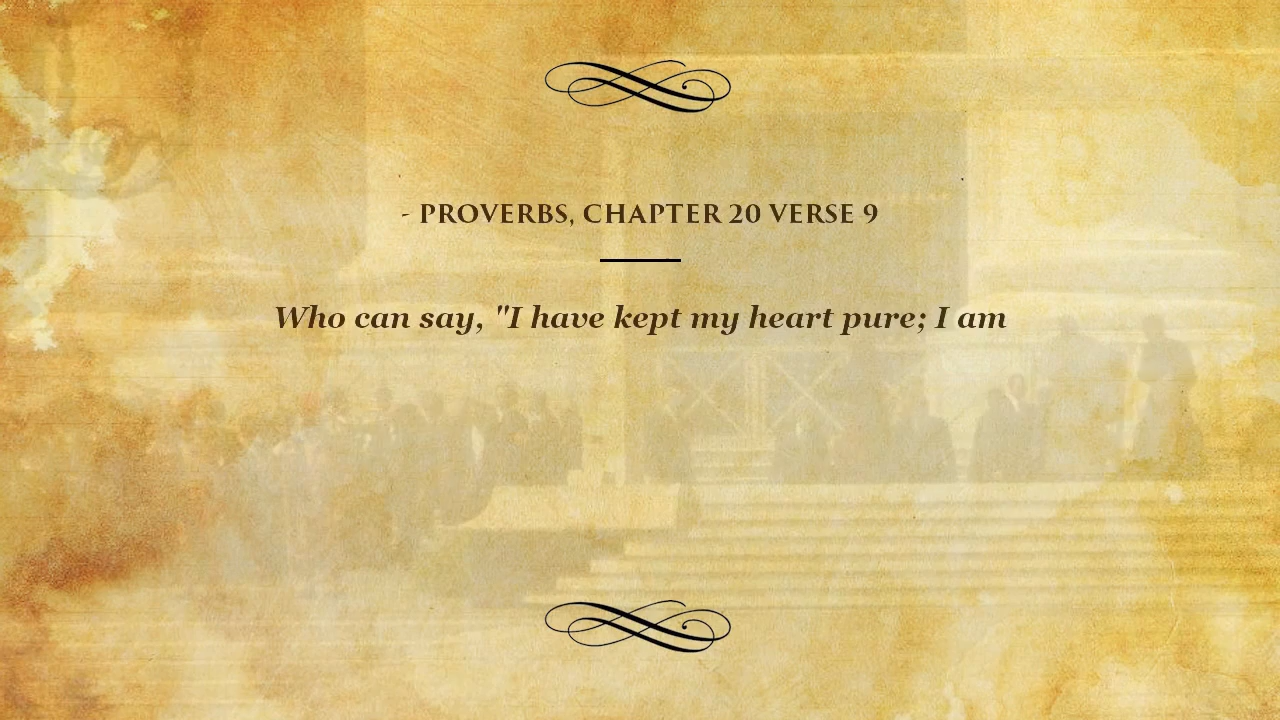 - PROVERBS, CHAPTER 20 VERSE 9
Who can say, "I have kept my heart pure; I am